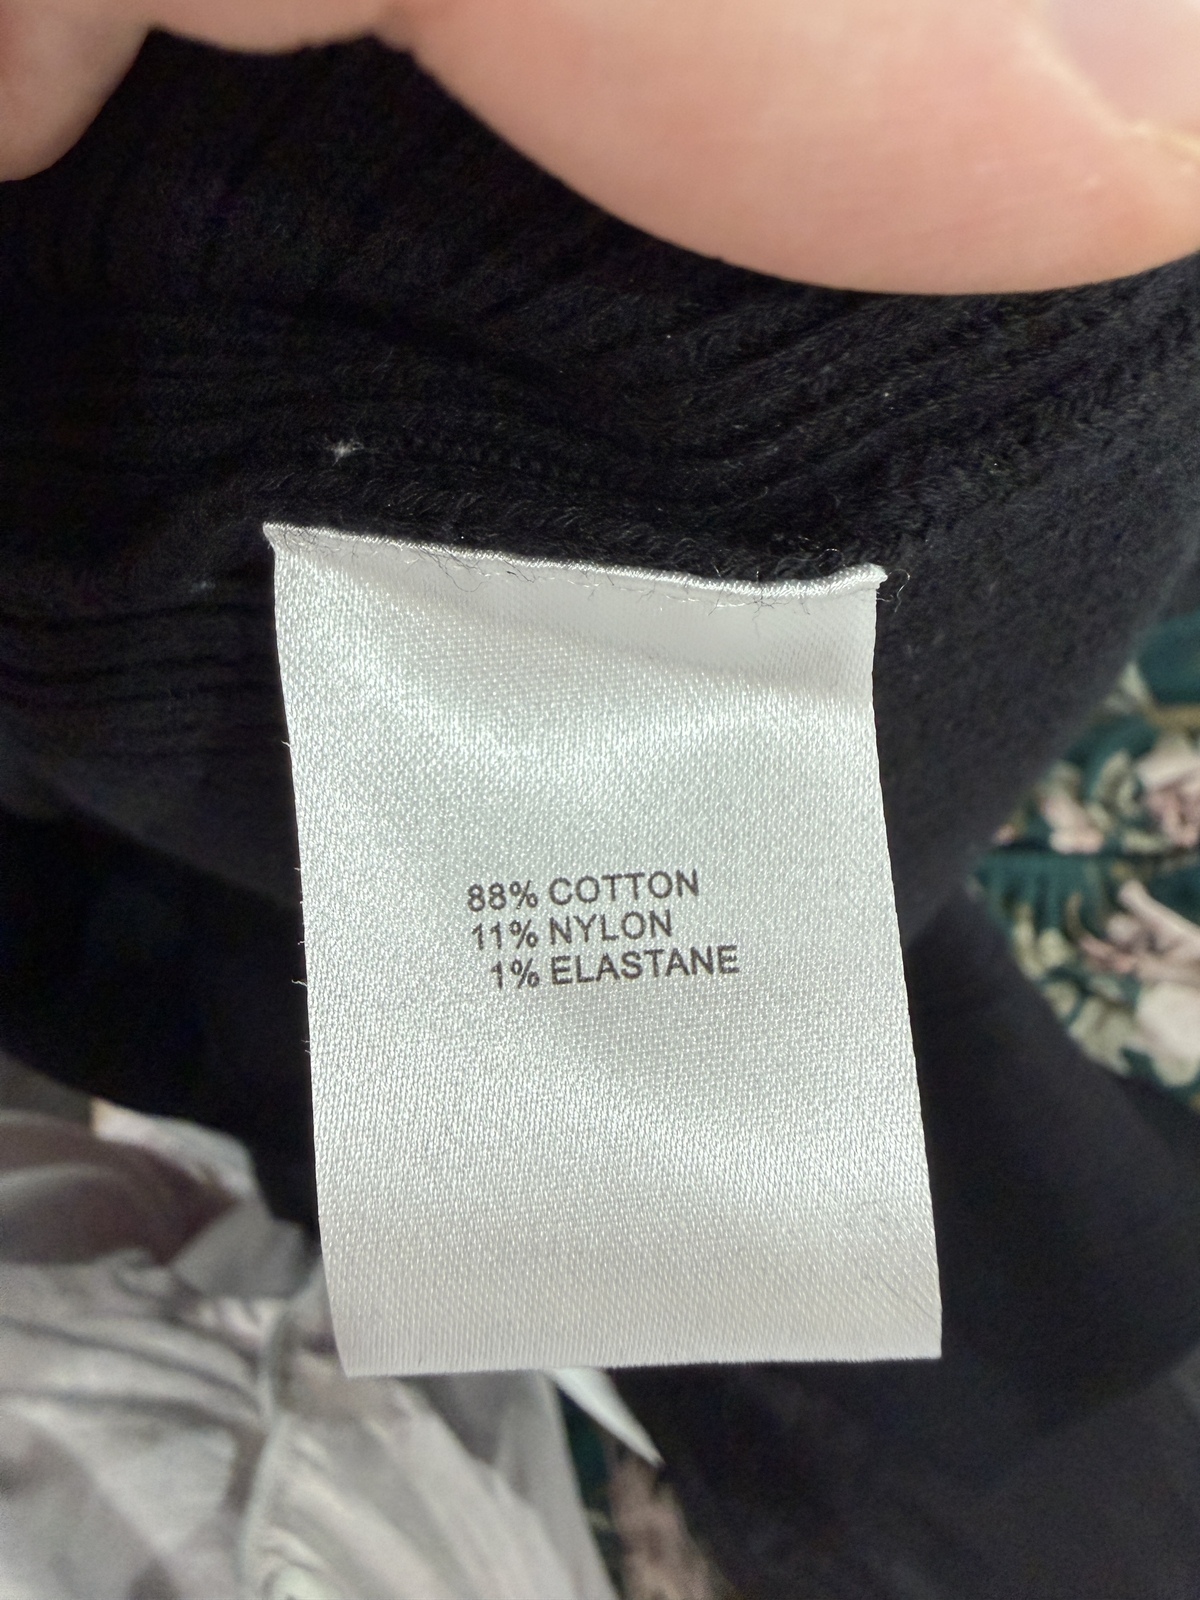 88% COTTON
11% NYLON
1% ELASTANE